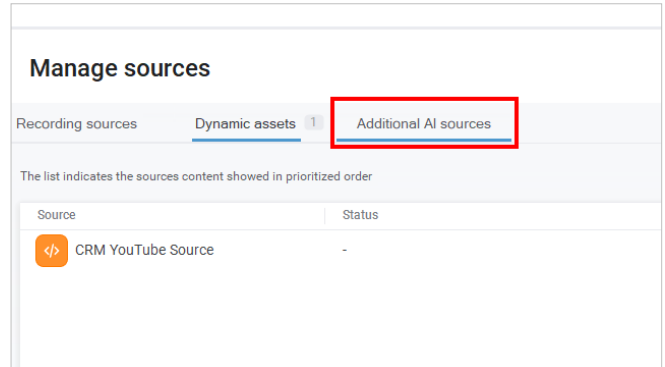 Manage sources
Recording sources Dynamic assets 1 Additional AI sources
The list indicates the sources content showed in prioritized order
Source Status
</> CRM YouTube Source -